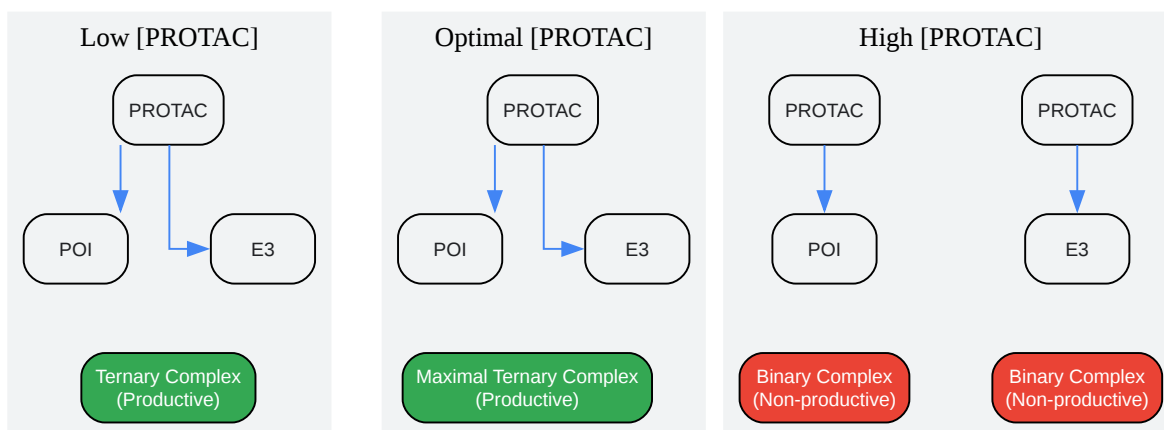 Low [PROTAC]
PROTAC
POI
E3
Ternary Complex
(Productive)
Optimal [PROTAC]
PROTAC
POI
E3
Maximal Ternary Complex
(Productive)
High [PROTAC]
PROTAC
POI
Binary Complex
(Non-productive)
PROTAC
E3
Binary Complex
(Non-productive)